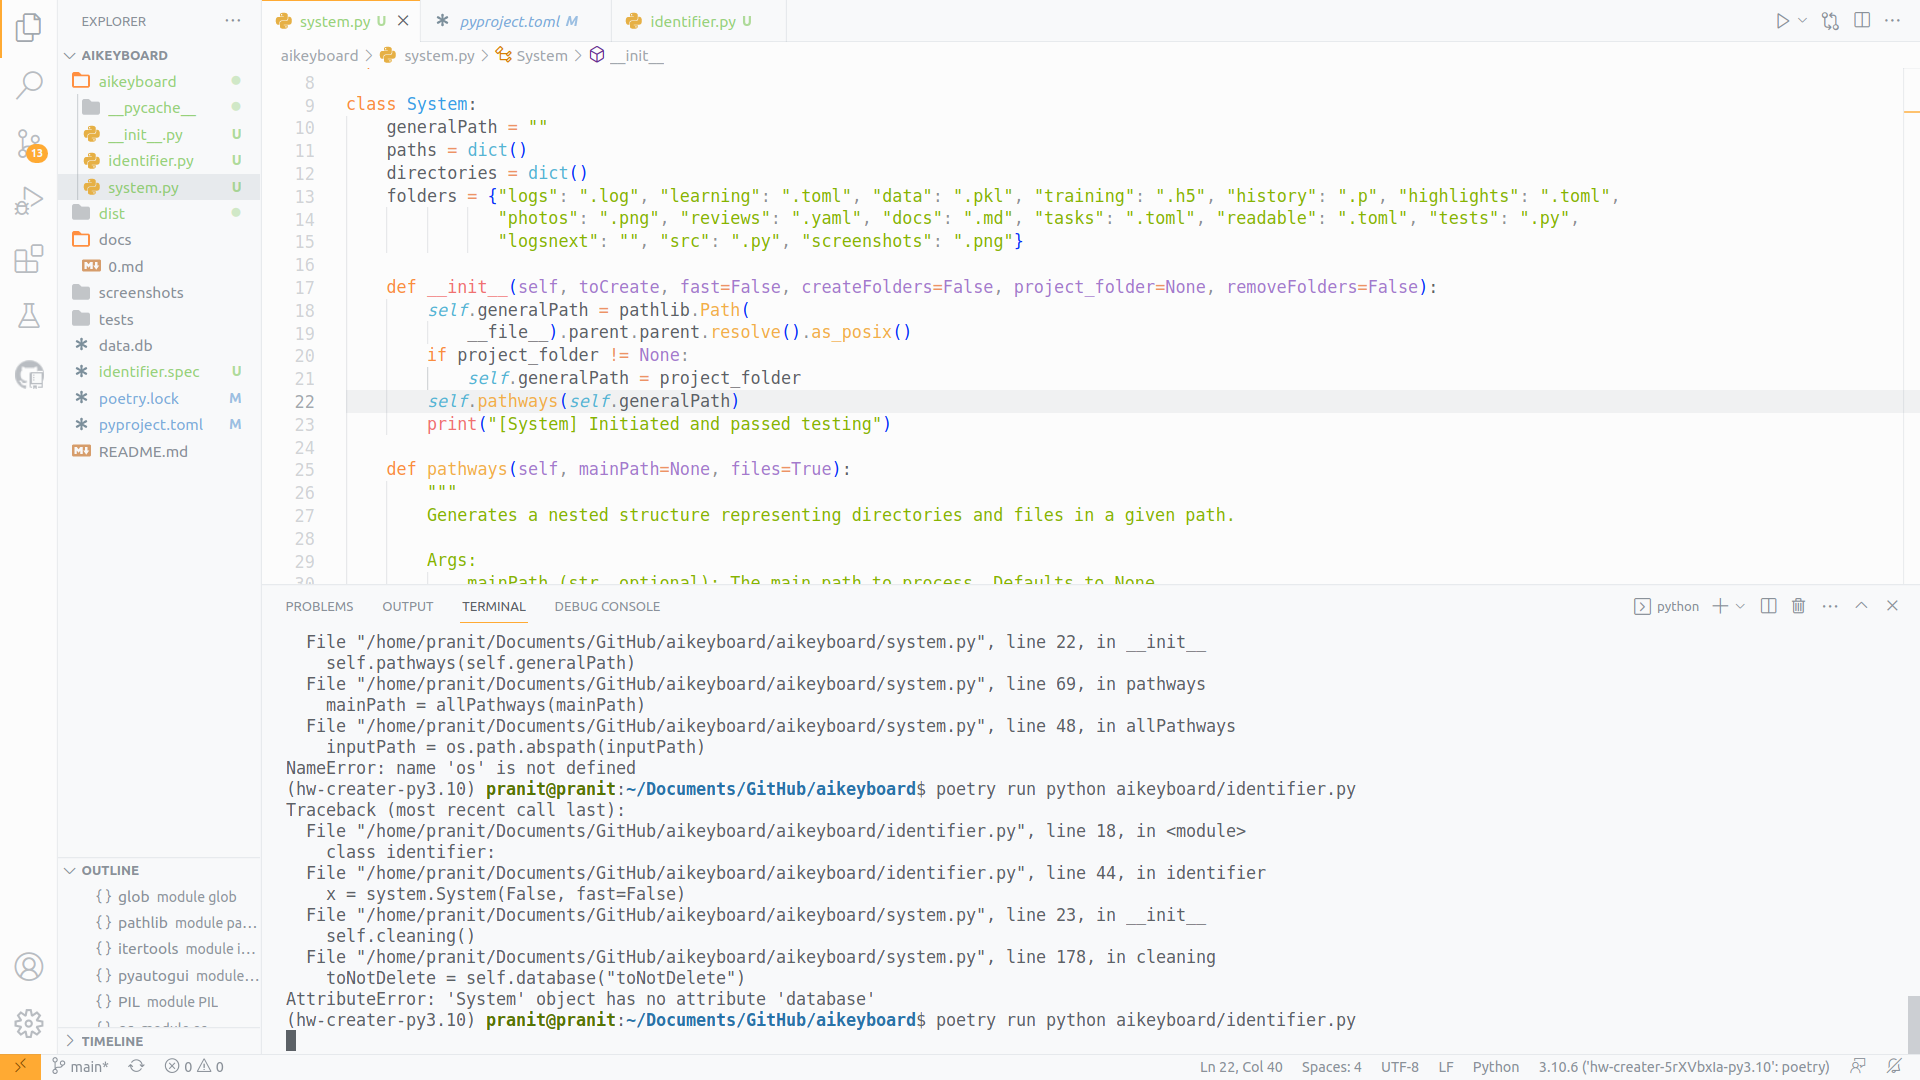 EXPLORER
system.py U
pyproject.toml M
identifier.py U
AIKEYBOARD
aikeyboard
__pycache__
__init__.py U
identifier.py U
system.py U
dist
docs
0.md
screenshots
tests
data.db
identifier.spec U
poetry.lock M
pyproject.toml M
README.md
13
OUTLINE
glob module glob
pathlib module pa...
itertools module i...
pyautogui module...
PIL module PIL
TIMELINE
aikeyboard > system.py > System > __init__
8
9 class System:
10 generalPath = ""
11 paths = dict()
12 directories = dict()
13 folders = {"logs": ".log", "learning": ".toml", "data": ".pkl", "training": ".h5", "history": ".p", "highlights": ".toml",
14 "photos": ".png", "reviews": ".yaml", "docs": ".md", "tasks": ".toml", "readable": ".toml", "tests": ".py",
15 "logsnext": "", "src": ".py", "screenshots": ".png"}
16
17 def __init__(self, toCreate, fast=False, createFolders=False, project_folder=None, removeFolders=False):
18 self.generalPath = pathlib.Path(
19 __file__).parent.parent.resolve().as_posix()
20 if project_folder != None:
21 self.generalPath = project_folder
22 self.pathways(self.generalPath)
23 print("[System] Initiated and passed testing")
24
25 def pathways(self, mainPath=None, files=True):
26 """
27 Generates a nested structure representing directories and files in a given path.
28
29 Args:
30 mainPath (str, optional): The main path to process. Defaults to None.
PROBLEMS OUTPUT TERMINAL DEBUG CONSOLE
python
File "/home/pranit/Documents/GitHub/aikeyboard/aikeyboard/system.py", line 22, in __init__
self.pathways(self.generalPath)
File "/home/pranit/Documents/GitHub/aikeyboard/aikeyboard/system.py", line 69, in pathways
mainPath = allPathways(mainPath)
File "/home/pranit/Documents/GitHub/aikeyboard/aikeyboard/system.py", line 48, in allPathways
inputPath = os.path.abspath(inputPath)
NameError: name 'os' is not defined
(hw-creater-py3.10) pranit@pranit:~/Documents/GitHub/aikeyboard$ poetry run python aikeyboard/identifier.py
Traceback (most recent call last):
File "/home/pranit/Documents/GitHub/aikeyboard/aikeyboard/identifier.py", line 18, in <module>
class identifier:
File "/home/pranit/Documents/GitHub/aikeyboard/aikeyboard/identifier.py", line 44, in identifier
x = system.System(False, fast=False)
File "/home/pranit/Documents/GitHub/aikeyboard/aikeyboard/system.py", line 23, in __init__
self.cleaning()
File "/home/pranit/Documents/GitHub/aikeyboard/aikeyboard/system.py", line 178, in cleaning
toNotDelete = self.database("toNotDelete")
AttributeError: 'System' object has no attribute 'database'
(hw-creater-py3.10) pranit@pranit:~/Documents/GitHub/aikeyboard$ poetry run python aikeyboard/identifier.py
main* 0 0 Ln 22, Col 40 Spaces: 4 UTF-8 LF Python 3.10.6 ('hw-creater-5rXVbxIa-py3.10': poetry)